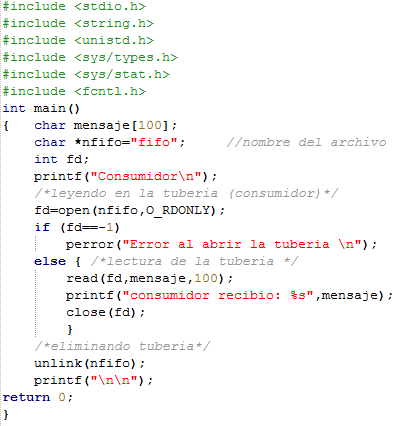 #include <stdio.h>
#include <string.h>
#include <unistd.h>
#include <sys/types.h>
#include <sys/stat.h>
#include <fcntl.h>
int main()
{   char mensaje[100];
    char *nfifo="fifo";     //nombre del archivo
    int fd;
    printf("Consumidor\n");
    /*leyendo en la tuberia (consumidor)*/
    fd=open(nfifo,O_RDONLY);
    if (fd==-1)
        perror("Error al abrir la tuberia \n");
    else { /*lectura de la tuberia */
        read(fd,mensaje,100);
        printf("consumidor recibio: %s",mensaje);
        close(fd);
        }
    /*eliminando tuberia*/
    unlink(nfifo);
    printf("\n\n");
return 0;
}